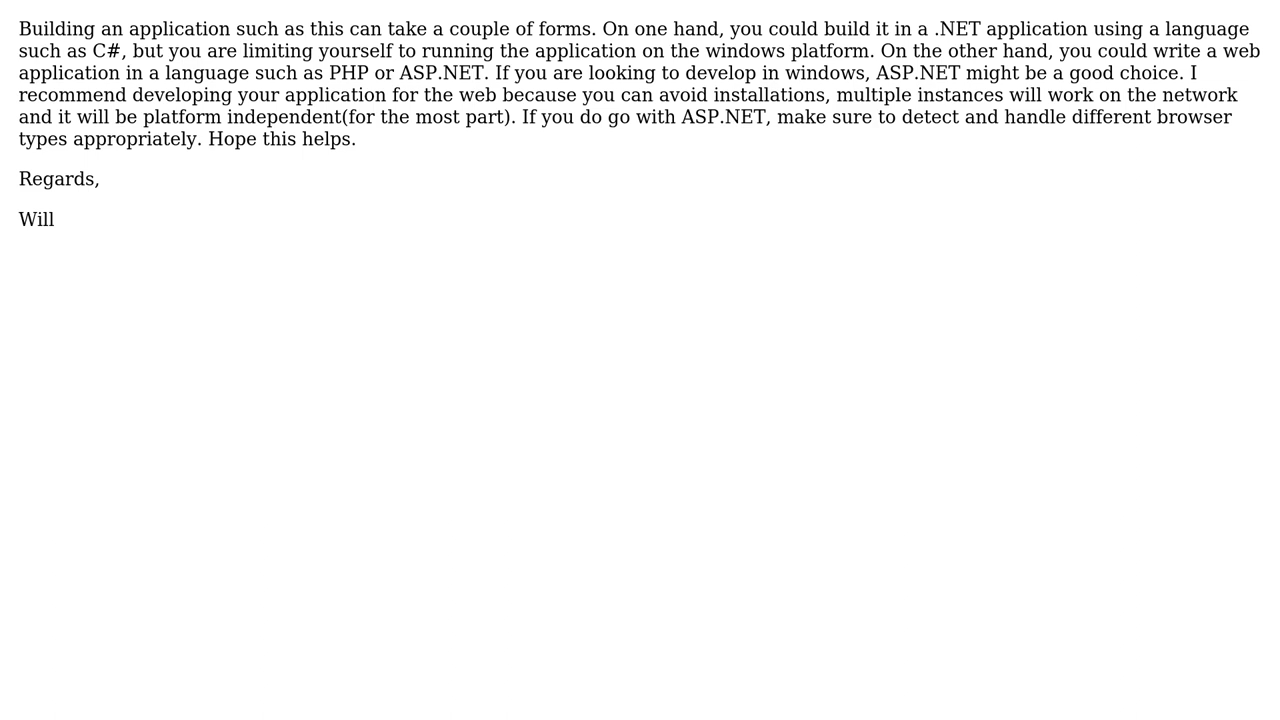 Building an application such as this can take a couple of forms. On one hand, you could build it in a .NET application using a language
such as C#, but you are limiting yourself to running the application on the windows platform. On the other hand, you could write a web
application in a language such as PHP or ASP.NET. If you are looking to develop in windows, ASP.NET might be a good choice. I
recommend developing your application for the web because you can avoid installations, multiple instances will work on the network
and it will be platform independent(for the most part). If you do go with ASP.NET, make sure to detect and handle different browser
types appropriately. Hope this helps.
Regards,
Will